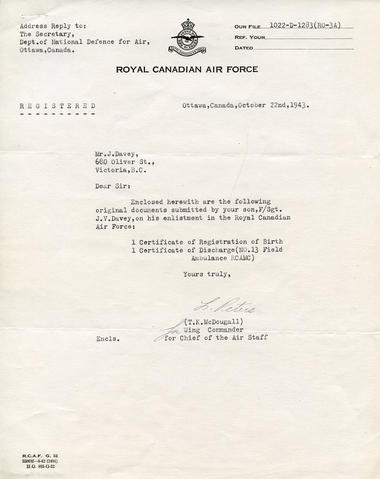 Address Reply to:
The Secretary,
Dept.of National Defence for Air,
Ottawa,Canada.
OUR FILE 1022-D-1283(RO-3A)
REF. YOUR
DATED
ROYAL CANADIAN AIR FORCE
REGISTERED
Ottawa,Canada,October 22nd,1943.
Mr.J.Davey,
680 Oliver St.,
Victoria,B.C.
Dear Sir:
Enclosed herewith are the following
original documents submitted by your son,F/Sgt.
J.V.Davey,on his enlistment in the Royal Canadian
Air Force:
1 Certificate of Registration of Birth
1 Certificate of Discharge(NO.13 Field
Ambulance RCAMC)
Yours truly,
L. Peters
(T.K.McDougall)
for Wing Commander
Encls. for Chief of the Air Staff
R.C.A.F. G. 32